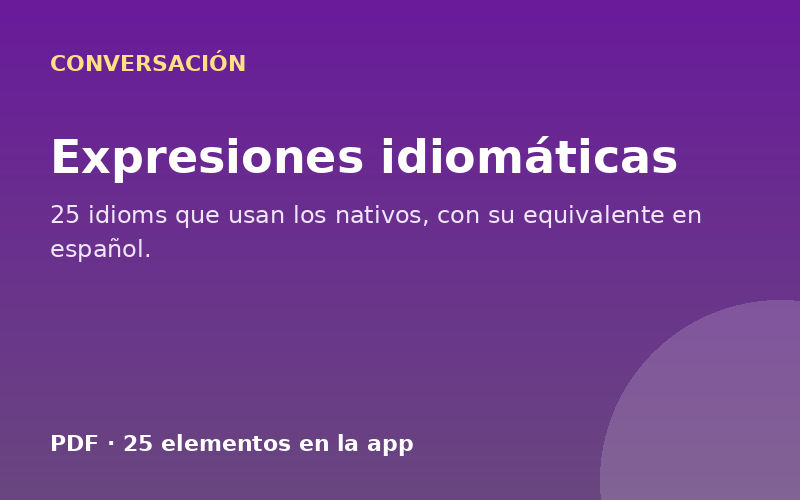 CONVERSACIÓN
Expresiones idiomáticas
25 idioms que usan los nativos, con su equivalente en
español.
PDF · 25 elementos en la app